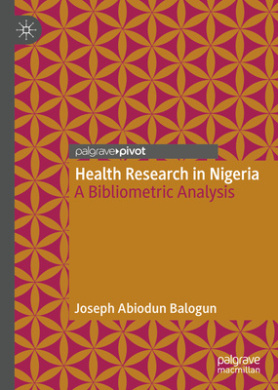 palgrave▸pivot
Health Research in Nigeria
A Bibliometric Analysis
Joseph Abiodun Balogun
palgrave
macmillan